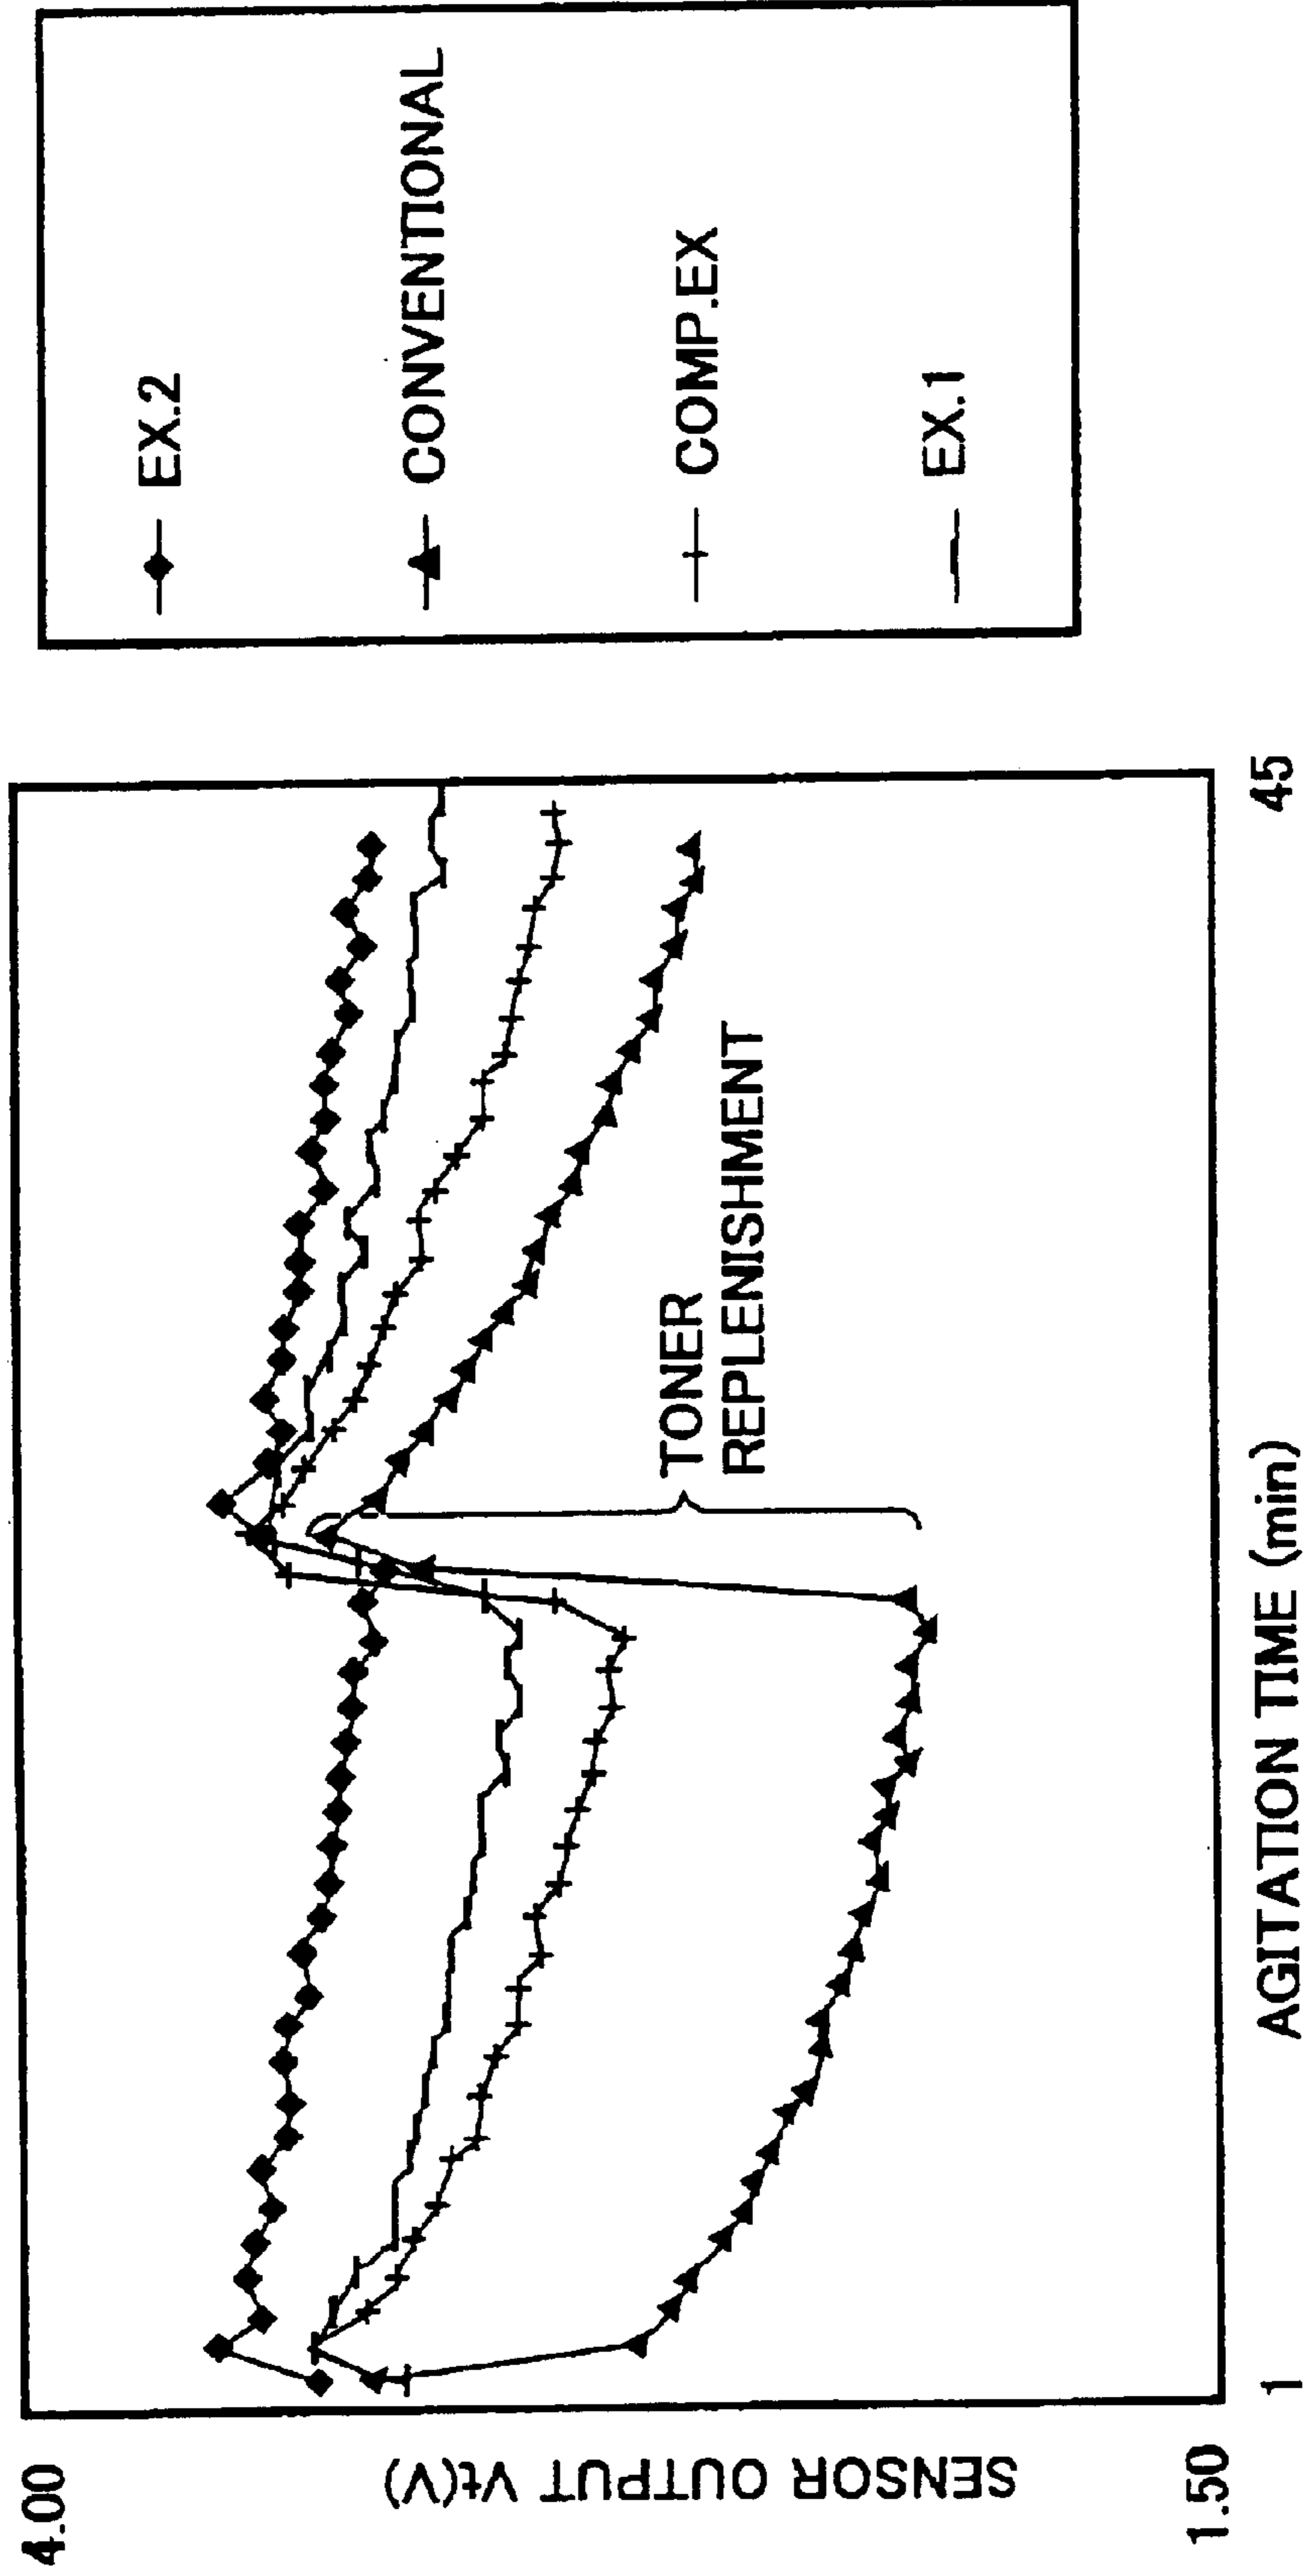 4.00
SENSOR OUTPUT Vt(V)
1.50
1
AGITATION TIME (min)
45
TONER
REPLENISHMENT
EX.2
CONVENTIONAL
COMP.EX
EX.1